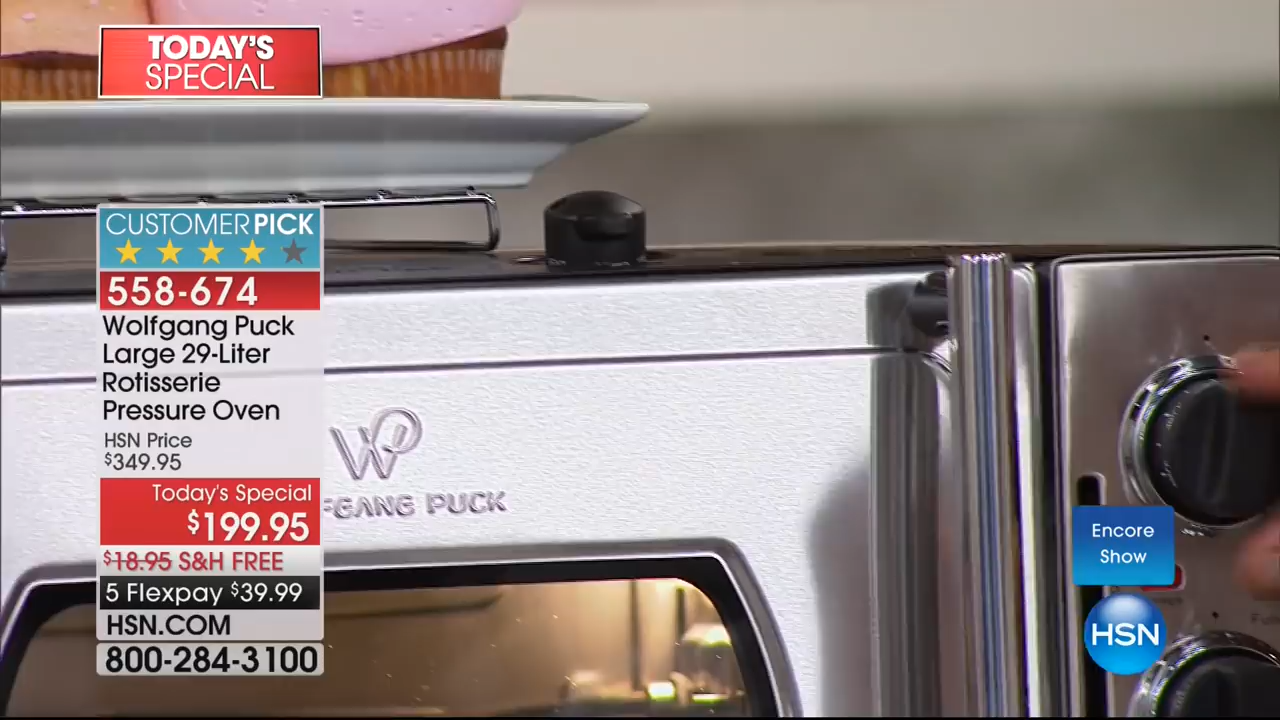 TODAY'S
SPECIAL
CUSTOMER PICK
558-674
Wolfgang Puck
Large 29-Liter
Rotisserie
Pressure Oven
HSN Price
$349.95
Today's Special
$199.95
$18.95 S&H FREE
5 Flexpay $39.99
HSN.COM
800-284-3100
WP
FGANG PUCK
Encore
Show
HSN